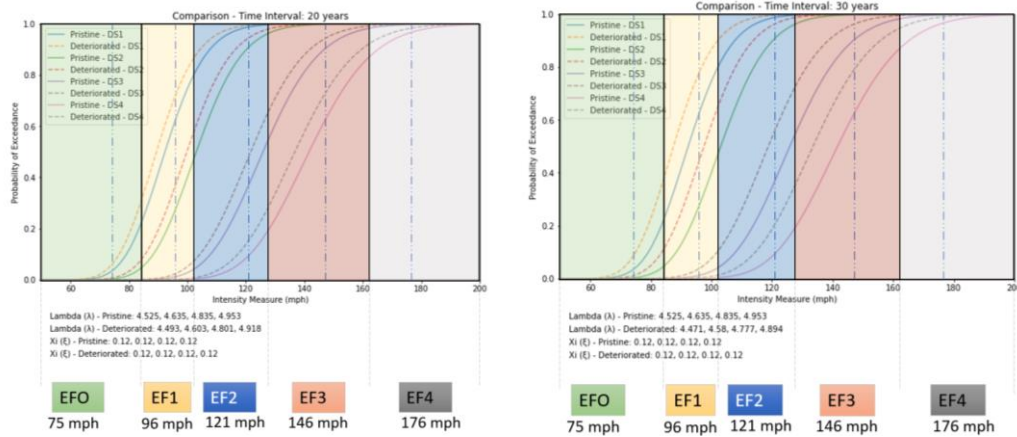 Comparison - Time Interval: 20 years
Pristine - DS1
Deteriorated - DS1
Pristine - DS2
Deteriorated - DS2
Pristine - DS3
Deteriorated - DS3
Pristine - DS4
Deteriorated - DS4
Probability of Exceedance
1.0
0.8
0.6
0.4
0.2
0.0
60 80 100 120 140 160 180 200
Intensity Measure (mph)
Lambda (λ) - Pristine: 4.525, 4.635, 4.835, 4.953
Lambda (λ) - Deteriorated: 4.493, 4.603, 4.801, 4.918
Xi (ξ) - Pristine: 0.12, 0.12, 0.12, 0.12
Xi (ξ) - Deteriorated: 0.12, 0.12, 0.12, 0.12
EFO EF1 EF2 EF3 EF4
75 mph 96 mph 121 mph 146 mph 176 mph
Comparison - Time Interval: 30 years
Pristine - DS1
Deteriorated - DS1
Pristine - DS2
Deteriorated - DS2
Pristine - DS3
Deteriorated - DS3
Pristine - DS4
Deteriorated - DS4
Probability of Exceedance
1.0
0.8
0.6
0.4
0.2
0.0
60 80 100 120 140 160 180 200
Intensity Measure (mph)
Lambda (λ) - Pristine: 4.525, 4.635, 4.835, 4.953
Lambda (λ) - Deteriorated: 4.471, 4.58, 4.777, 4.894
Xi (ξ) - Pristine: 0.12, 0.12, 0.12, 0.12
Xi (ξ) - Deteriorated: 0.12, 0.12, 0.12, 0.12
EFO EF1 EF2 EF3 EF4
75 mph 96 mph 121 mph 146 mph 176 mph